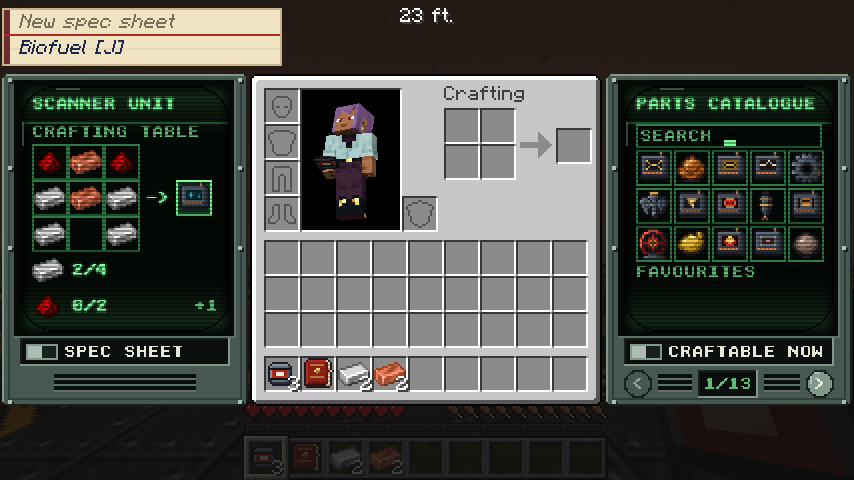 New spec sheet
Biofuel [J]
23 ft.
SCANNER UNIT
CRAFTING TABLE
2/4
0/2
+1
SPEC SHEET
Crafting
3
2
2
3
2
2
PARTS CATALOGUE
SEARCH
FAVOURITES
CRAFTABLE NOW
1/13